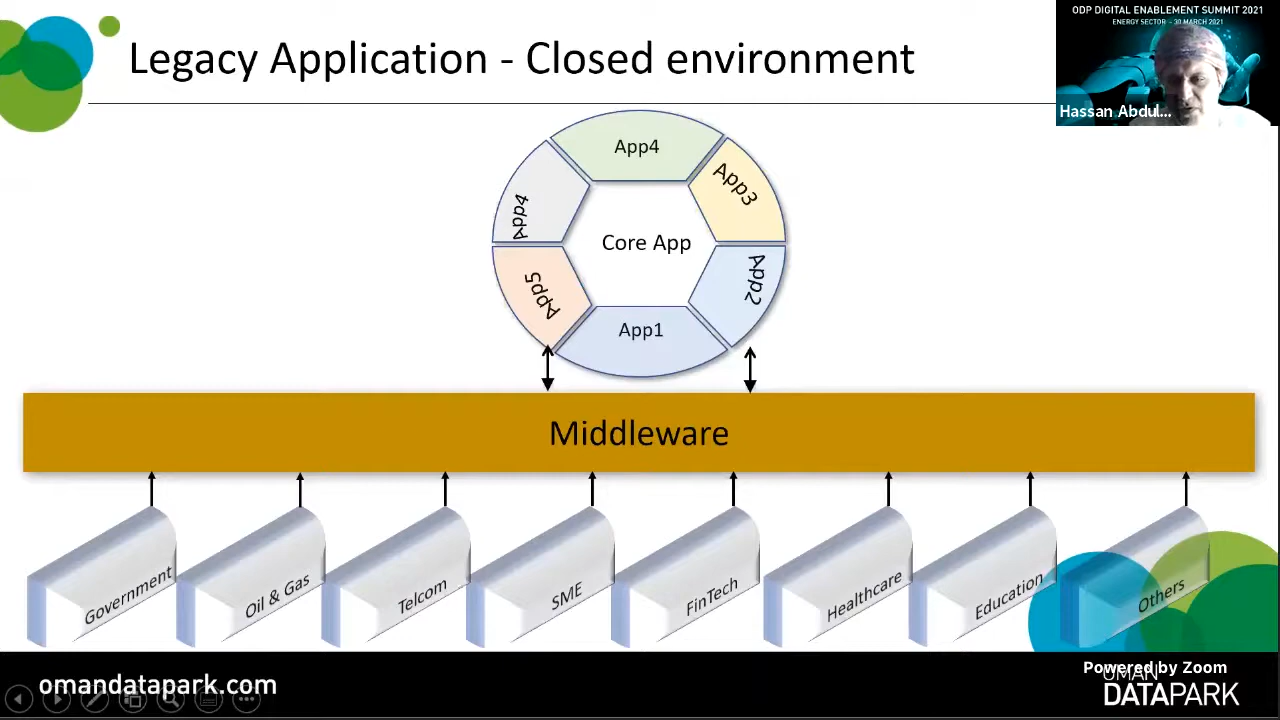 ODP DIGITAL ENABLEMENT SUMMIT 2021
ENERGY SECTOR - 30 MARCH 2021
Hassan Abdul...
Legacy Application - Closed environment
App4
App3
App4
Core App
App2
App5
App1
Middleware
Government
Oil & Gas
Telcom
SME
FinTech
Healthcare
Education
Others
omandatapark.com
Powered by Zoom
OMAN
DATAPARK